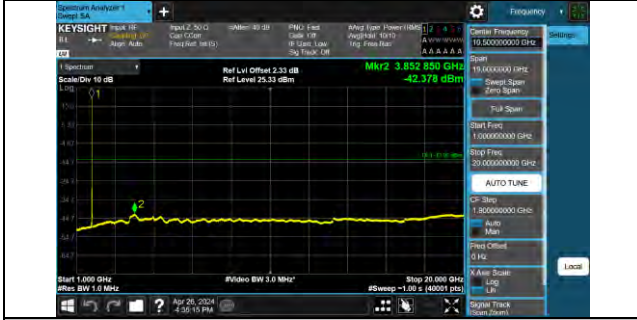 Spectrum Analyzer 1
Swept SA
Frequency
KEYSIGHT
Input: RF
Coupling: DC
Align: Auto
Input Z: 50 Ω
Corr CCorr
Freq Ref: Int (S)
#Atten: 40 dB
PNO: Fast
Gate: Off
IF Gain: Low
Sig Track: Off
Avg Type: Power (RMS)
Avg|Hold: 10/10
Trig: Free Run
A A A A A A
1 Spectrum
Scale/Div 10 dB
Log
Ref Lvl Offset 2.33 dB
Ref Level 25.33 dBm
Mkr2 3.852 850 GHz
-42.378 dBm
1
2
Start 1.000 GHz
#Res BW 1.0 MHz
#Video BW 3.0 MHz*
Stop 20.000 GHz
#Sweep ~1.00 s (40001 pts)
Apr 26, 2024
4:35:15 PM
Center Frequency
10.500000000 GHz
Settings
Span
19.0000000 GHz
Swept Span
Zero Span
Full Span
Start Freq
1.000000000 GHz
Stop Freq
20.000000000 GHz
AUTO TUNE
CF Step
1.900000000 GHz
Auto
Man
Freq Offset
0 Hz
X Axis Scale
Log
Lin
Signal Track
(Span Zoom)
Local